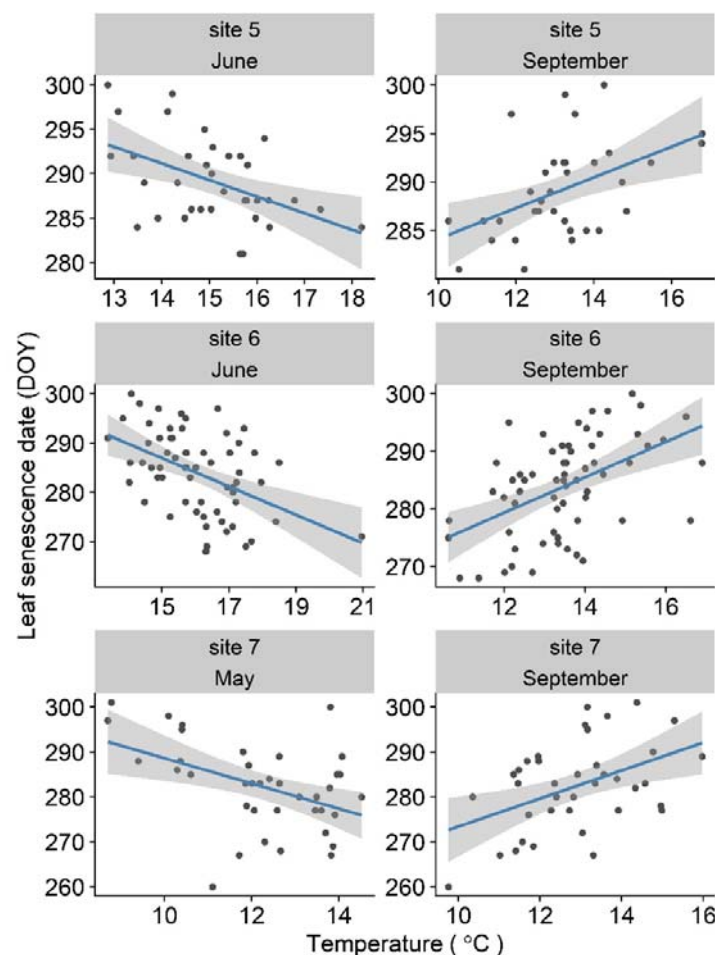 site 5
June
300
295
290
285
280
13 14 15 16 17 18
site 5
September
300
295
290
285
10 12 14 16
site 6
June
300
290
280
270
15 17 19 21
site 6
September
300
290
280
270
12 14 16
site 7
May
300
290
280
270
260
10 12 14
site 7
September
300
290
280
270
260
10 12 14 16
Leaf senescence date (DOY)
Temperature ( °C)